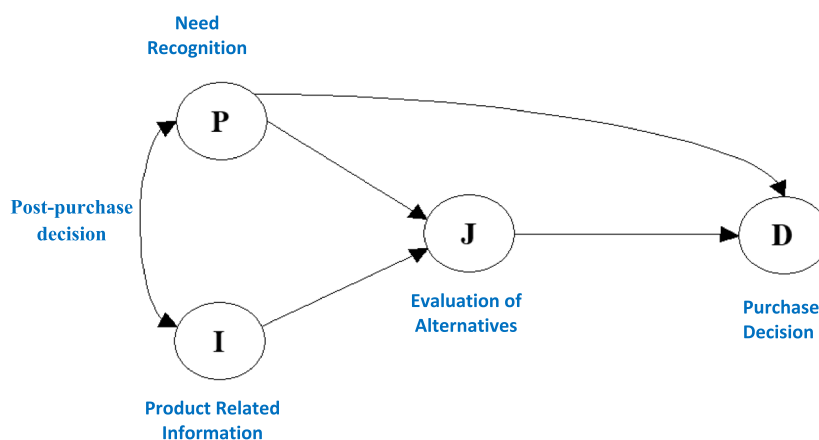 Need
Recognition
P
Post-purchase
decision
J
D
Evaluation of
Alternatives
Purchase
Decision
I
Product Related
Information